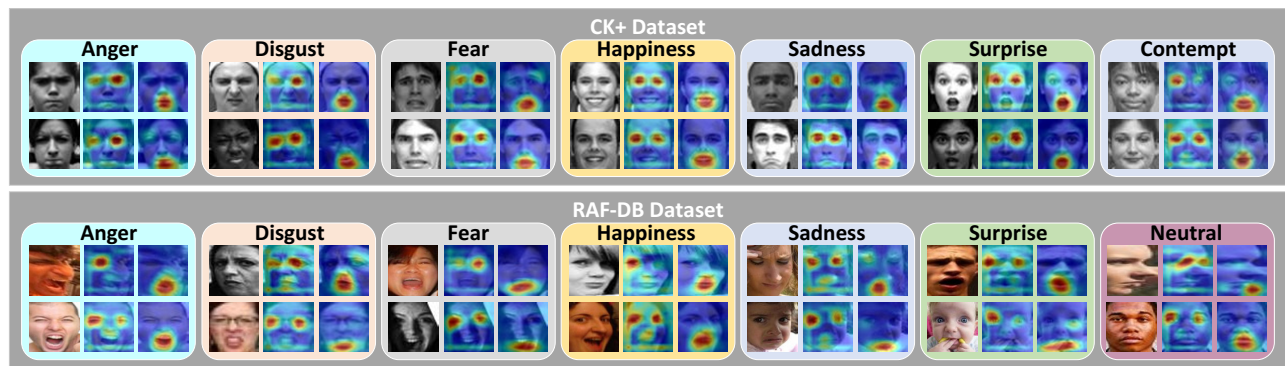 CK+ Dataset
Anger Disgust Fear Happiness Sadness Surprise Contempt
RAF-DB Dataset
Anger Disgust Fear Happiness Sadness Surprise Neutral